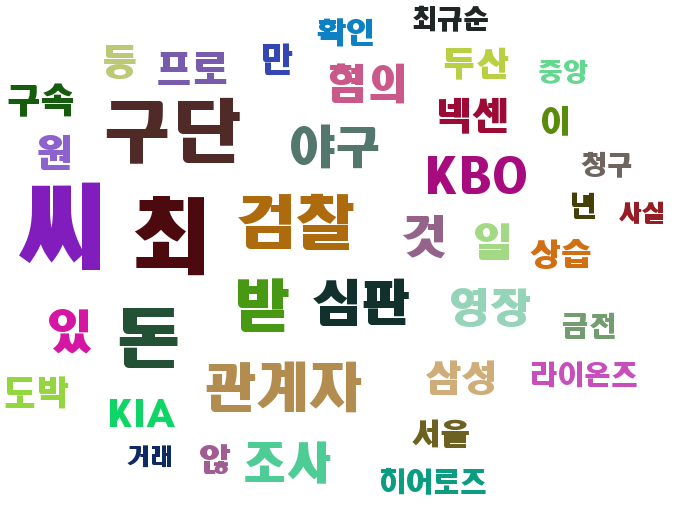 최규순
확인
등
프로
만
혐의
두산
중앙
구속
구단
넥센
이
원
야구
KBO
청구
씨
최
검찰
것
일
년
사실
상습
받
심판
영장
금전
있
돈
관계자
삼성
라이온즈
도박
KIA
서울
거래
않
조사
히어로즈